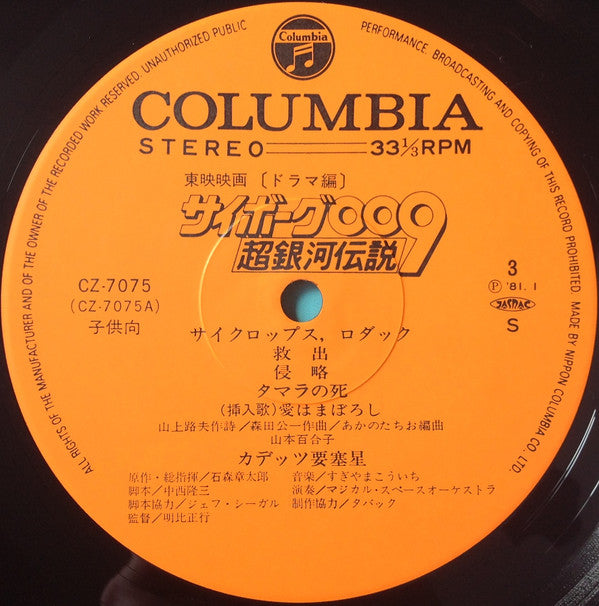 Columbia
COLUMBIA
STEREO 33⅓RPM
東映映画〔ドラマ編〕
サイボーグ009
超銀河伝説
CZ-7075
(CZ-7075A)
子供向
3
Ⓟ '81. 1
JASRAC
S
サイクロップス, ロダック
救出
侵略
タマラの死
(挿入歌)愛はまぼろし
山上路夫作詩/森田公一作曲/あかのたちお編曲
山本百合子
カデッツ要塞星
原作・総指揮/石森章太郎 音楽/すぎやまこういち
脚本/中西隆三 演奏/マジカル・スペースオーケストラ
脚本協力/ジェフ・シーガル 制作協力/タバック
監督/明比正行
ALL RIGHTS OF THE MANUFACTURER AND OF THE OWNER OF THE RECORDED WORK RESERVED. UNAUTHORIZED PUBLIC PERFORMANCE. BROADCASTING AND COPYING OF THIS RECORD PROHIBITED MADE BY NIPPON COLUMBIA CO., LTD.